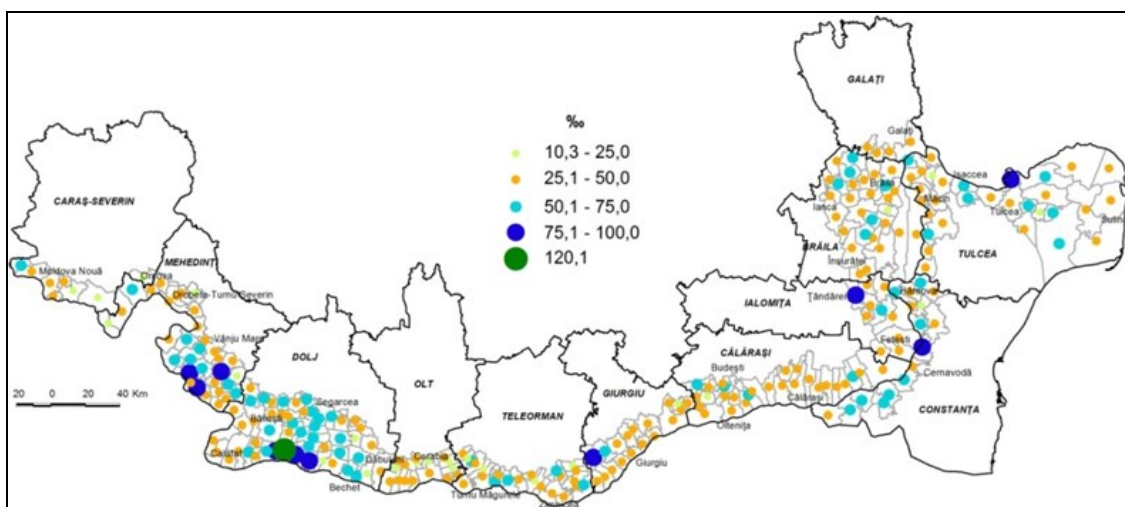 GALAȚI
Galați
‰
10,3 - 25,0
25,1 - 50,0
50,1 - 75,0
75,1 - 100,0
120,1
Isaccea
Brăila
Măcin
Ianca
Tulcea
Sulina
CARAȘ-SEVERIN
BRĂILA
TULCEA
MEHEDINȚ
Însurăței
Moldova Nouă
Orșova
Drobeta-Turnu Severin
IALOMIȚA
Țăndărei
Hârșova
Vânju Mare
DOLJ
Fetești
CĂLĂRAȘI
OLT
Budești
GIURGIU
Cernavodă
20 0 20 40 Km
Segarcea
Călărași
CONSTANȚA
TELEORMAN
Băilești
Oltenița
Calafat
Dăbuleni
Corabia
Giurgiu
Bechet
Turnu Măgurele
Zimnicea